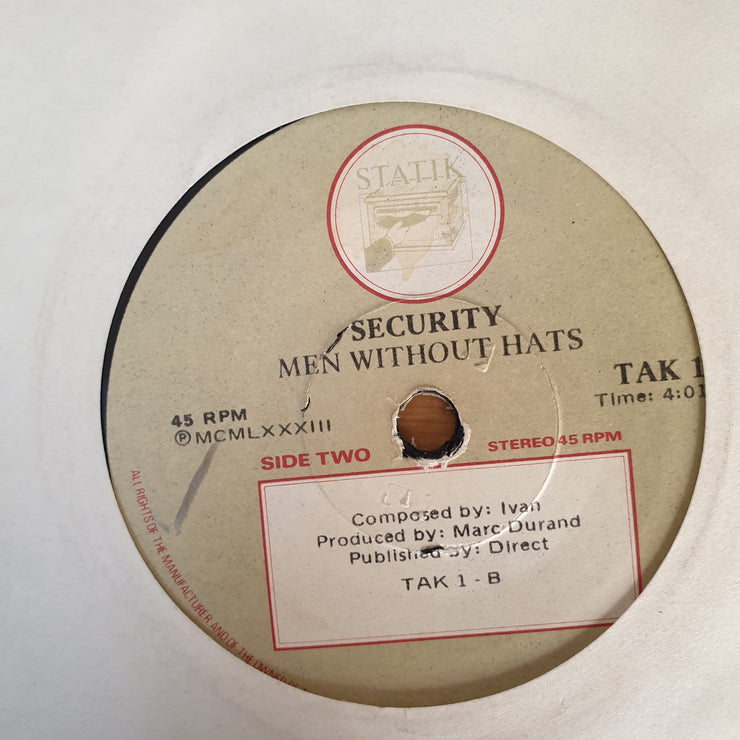 STATIK
SECURITY
MEN WITHOUT HATS
TAK 1
Time: 4:01
45 RPM
℗ MCMLXXXIII
SIDE TWO
STEREO 45 RPM
Composed by: Ivan
Produced by: Marc Durand
Published by: Direct
TAK 1 - B
ALL RIGHTS OF THE MANUFACTURER AND OF THE OWNER